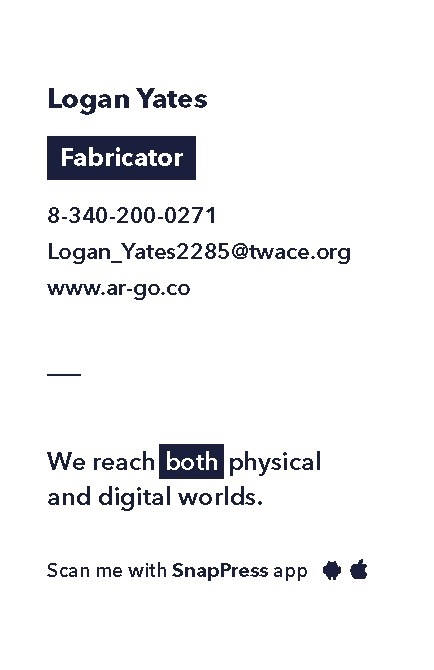 Logan Yates
Fabricator
8-340-200-0271
Logan_Yates2285@twace.org
www.ar-go.co
We reach both physical
and digital worlds.
Scan me with SnapPress app